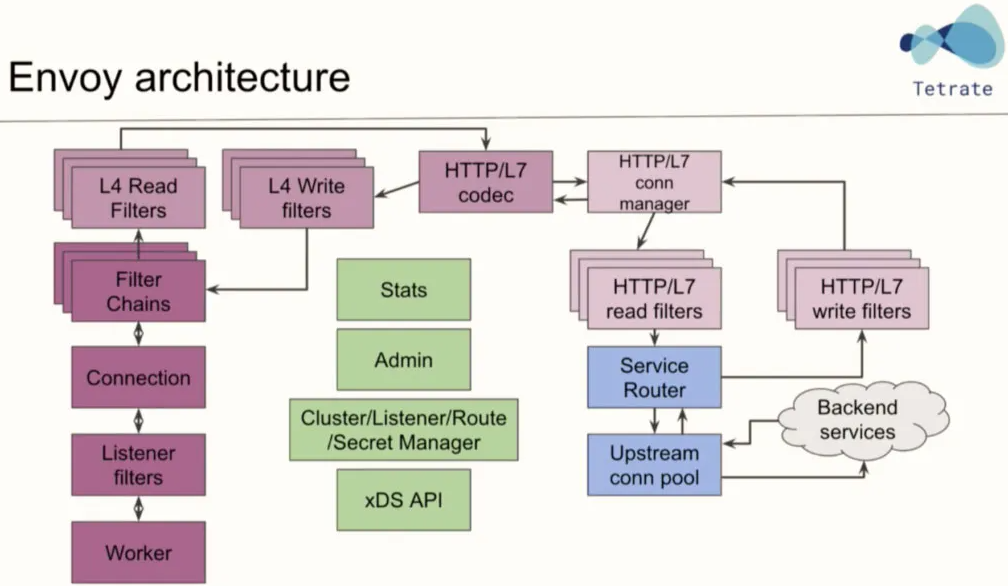 Envoy architecture
Tetrate
L4 Read
Filters
L4 Write
filters
HTTP/L7
codec
HTTP/L7
conn
manager
Filter
Chains
Stats
HTTP/L7
read filters
HTTP/L7
write filters
Connection
Admin
Service
Router
Backend
services
Cluster/Listener/Route
/Secret Manager
Listener
filters
Upstream
conn pool
xDS API
Worker